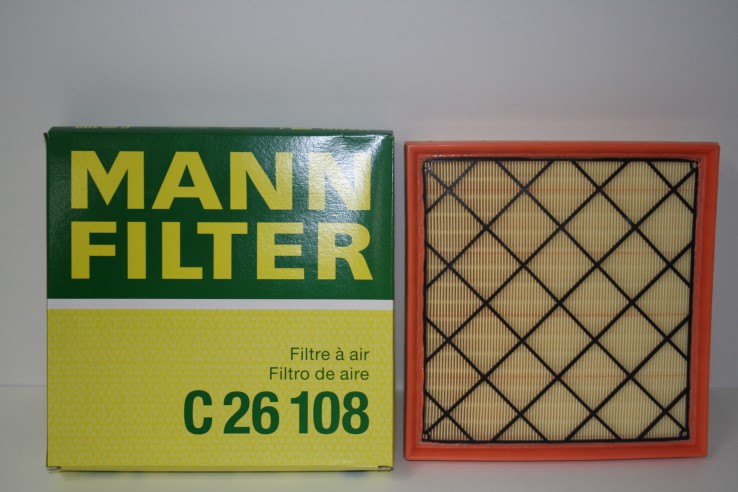 MANN
FILTER
Filtre à air
Filtro de aire
C 26 108